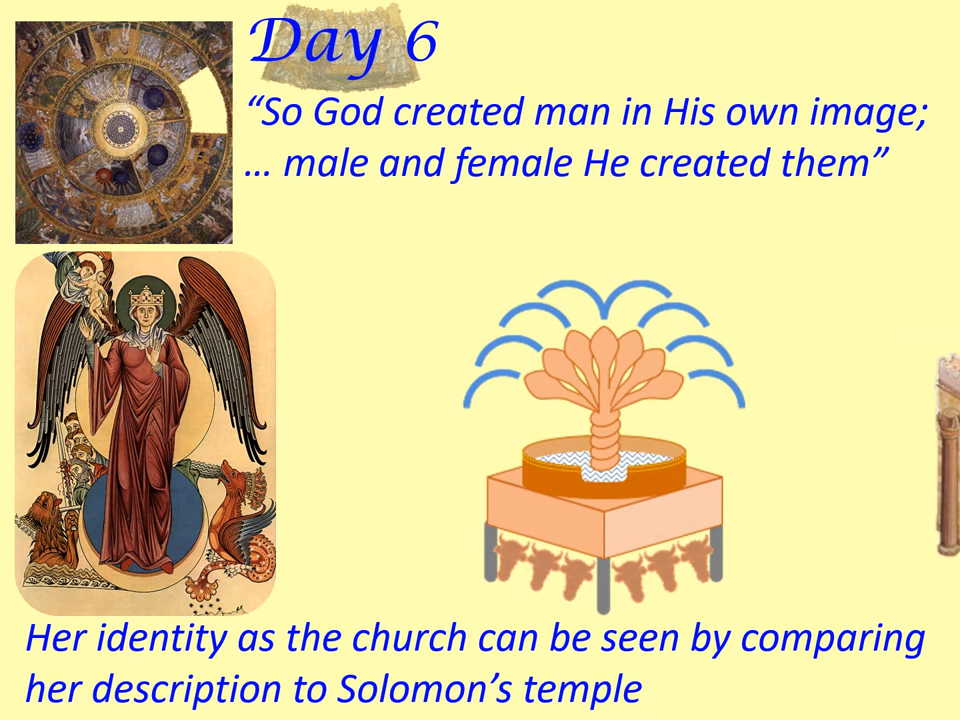 Day 6
“So God created man in His own image;
… male and female He created them”
Her identity as the church can be seen by comparing
her description to Solomon’s temple